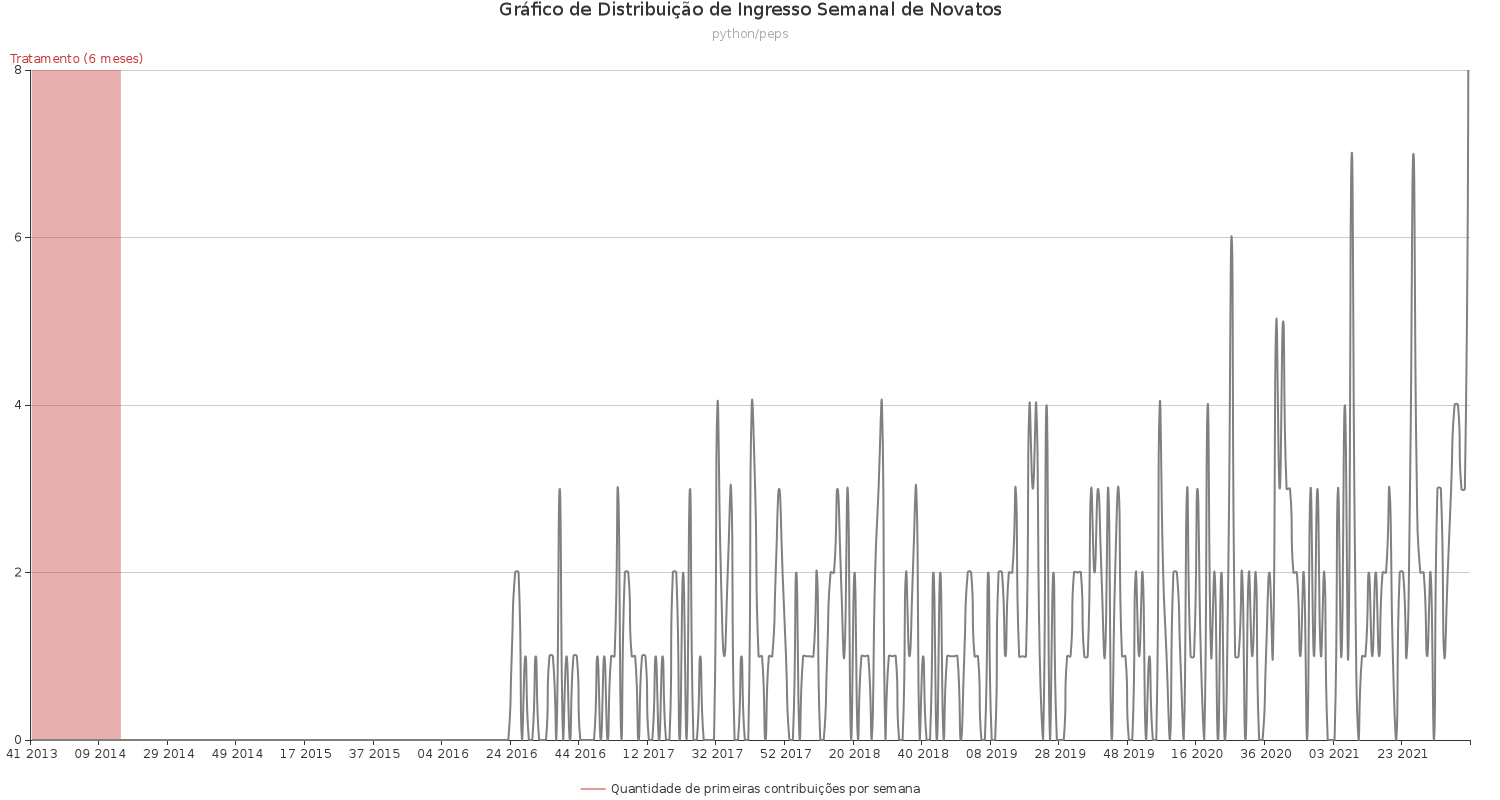 Gráfico de Distribuição de Ingresso Semanal de Novatos
python/peps
Tratamento (6 meses)
8
6
4
2
0
41 2013 09 2014 29 2014 49 2014 17 2015 37 2015 04 2016 24 2016 44 2016 12 2017 32 2017 52 2017 20 2018 40 2018 08 2019 28 2019 48 2019 16 2020 36 2020 03 2021 23 2021
Quantidade de primeiras contribuições por semana